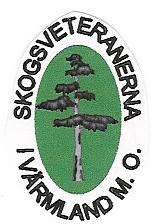 SKOGSVETERANERNA
I VÄRMLAND M. O.